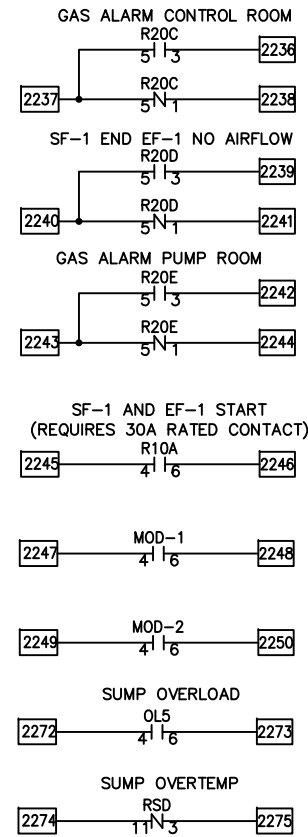 GAS ALARM CONTROL ROOM
R20C
5 3 2236
R20C
2237 5 N 1 2238
SF-1 END EF-1 NO AIRFLOW
R20D
5 3 2239
R20D
2240 5 N 1 2241
GAS ALARM PUMP ROOM
R20E
5 3 2242
R20E
2243 5 N 1 2244
SF-1 AND EF-1 START
(REQUIRES 30A RATED CONTACT)
R10A
2245 4 6 2246
MOD-1
2247 4 6 2248
MOD-2
2249 4 6 2250
SUMP OVERLOAD
OL5
2272 4 6 2273
SUMP OVERTEMP
RSD
2274 11 N 3 2275